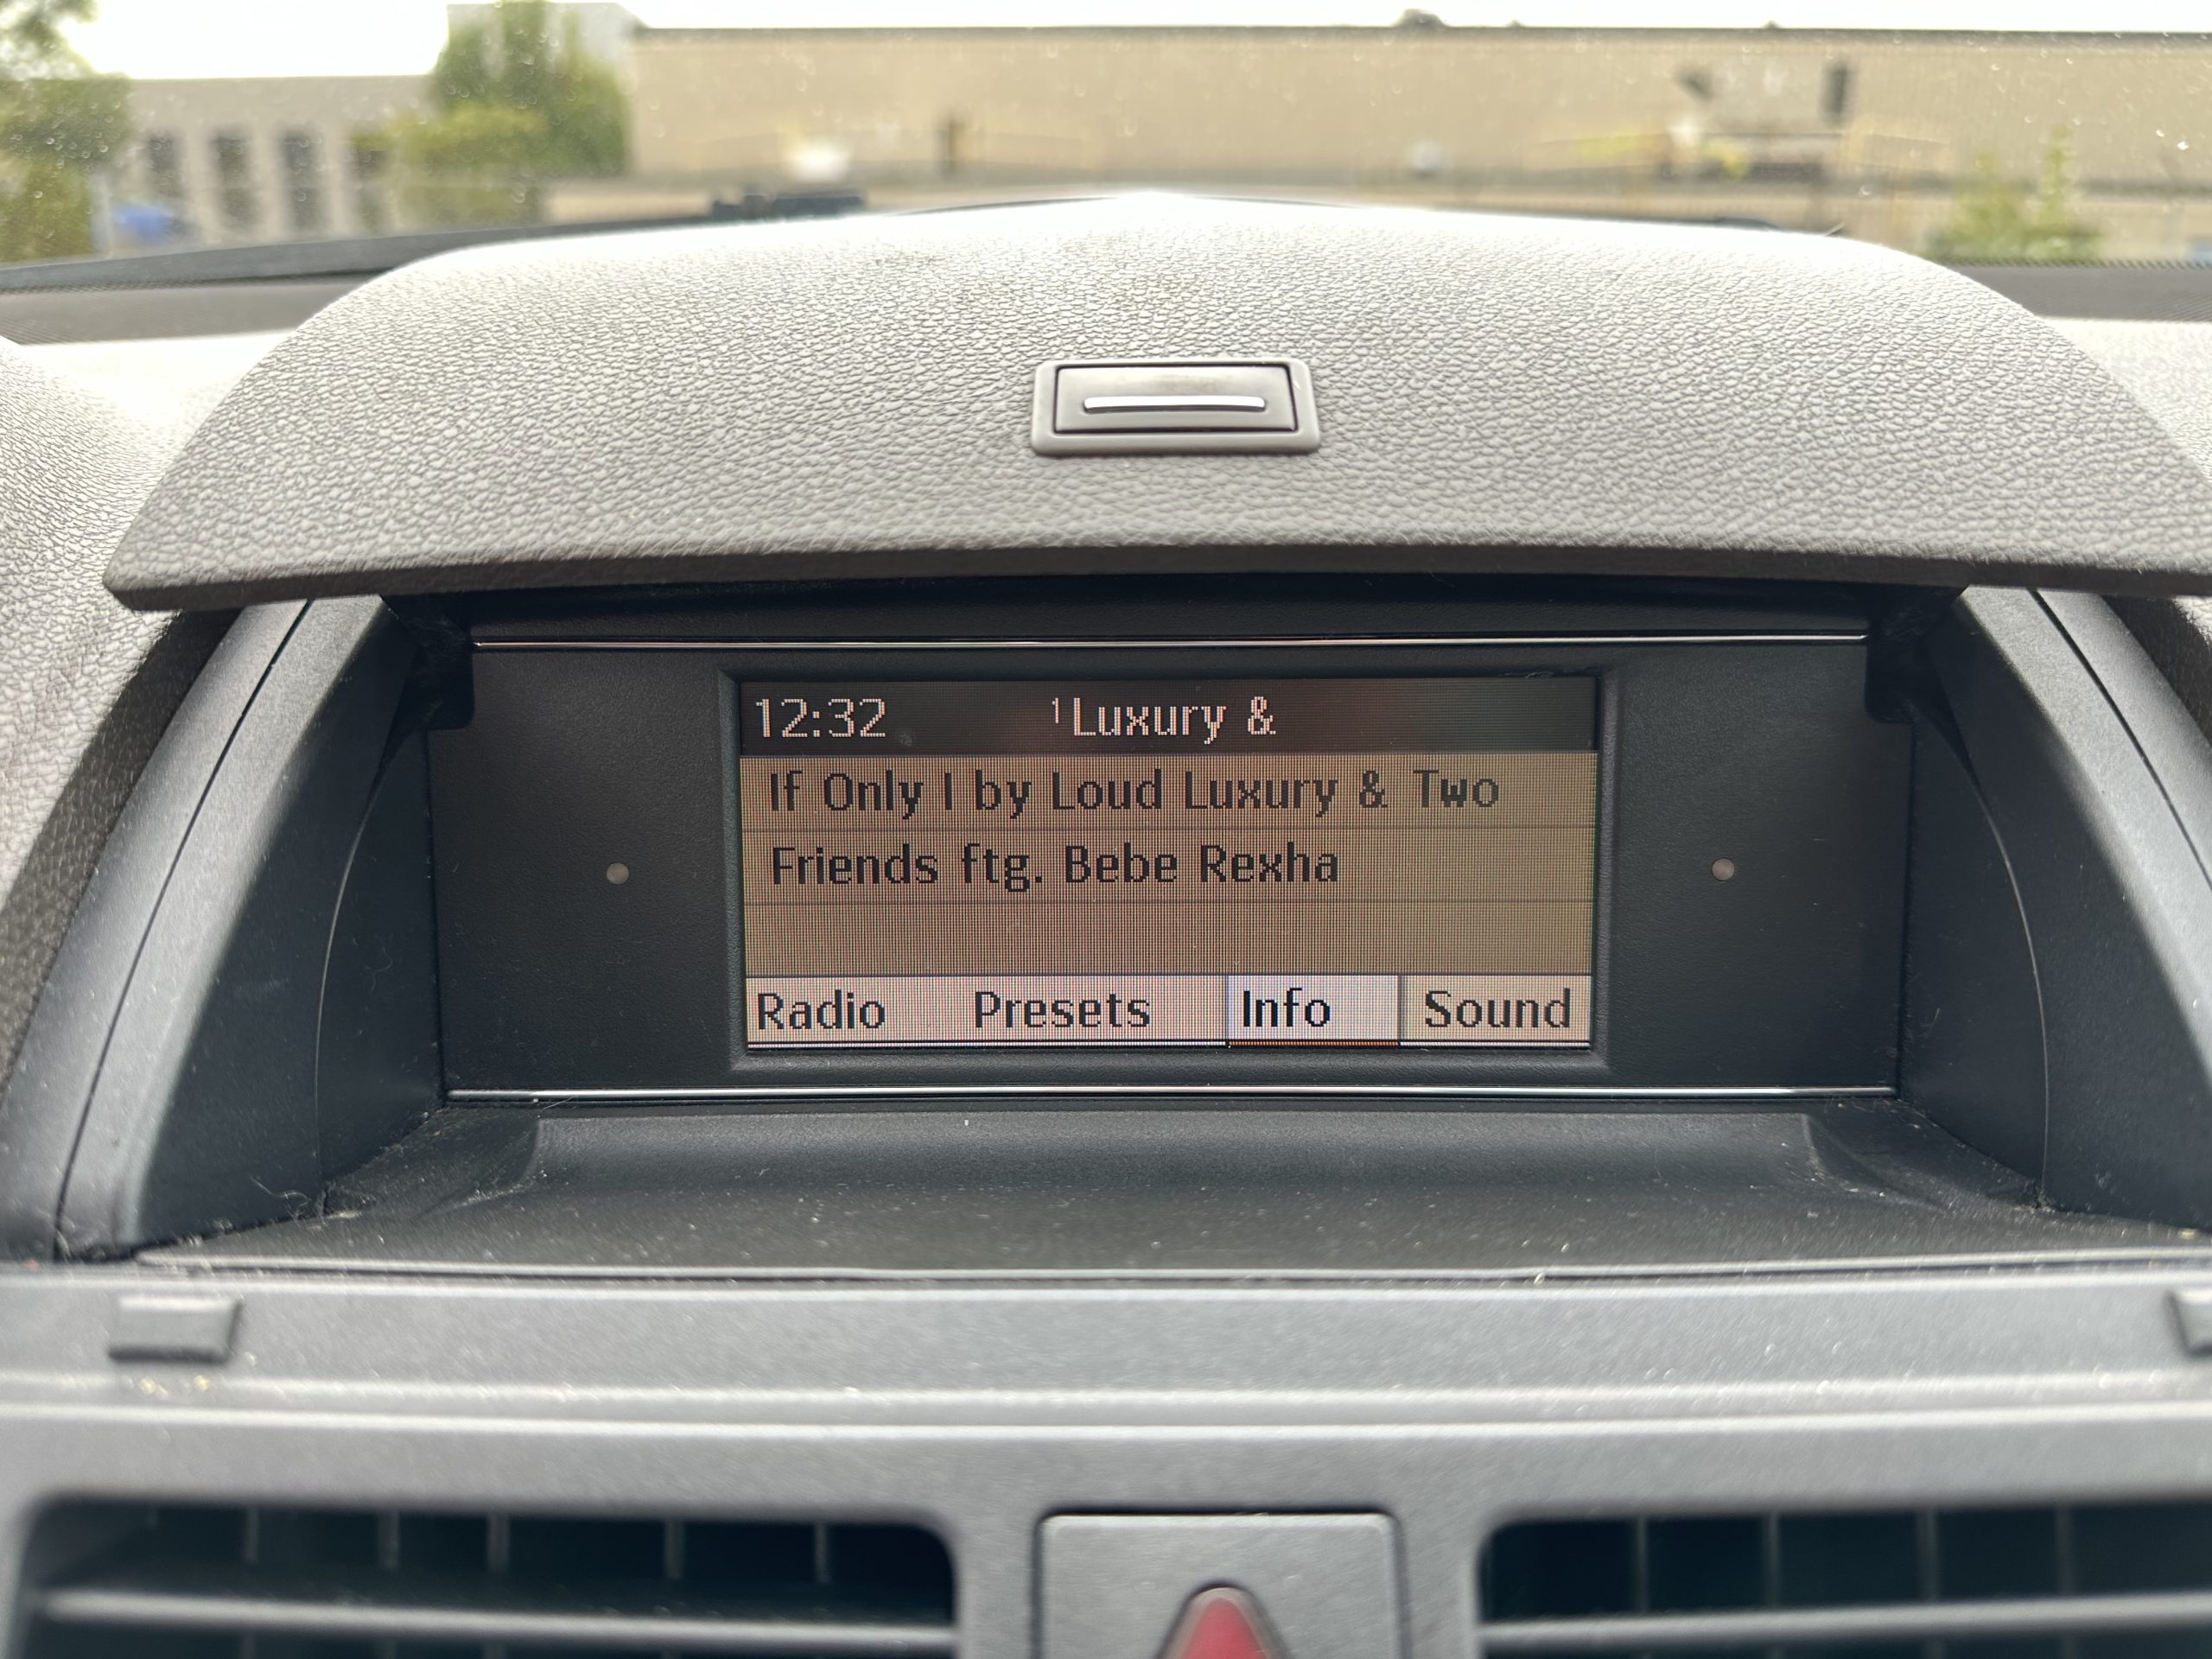 12:32 ¹Luxury &
If Only I by Loud Luxury & Two
Friends ftg. Bebe Rexha
Radio Presets Info Sound